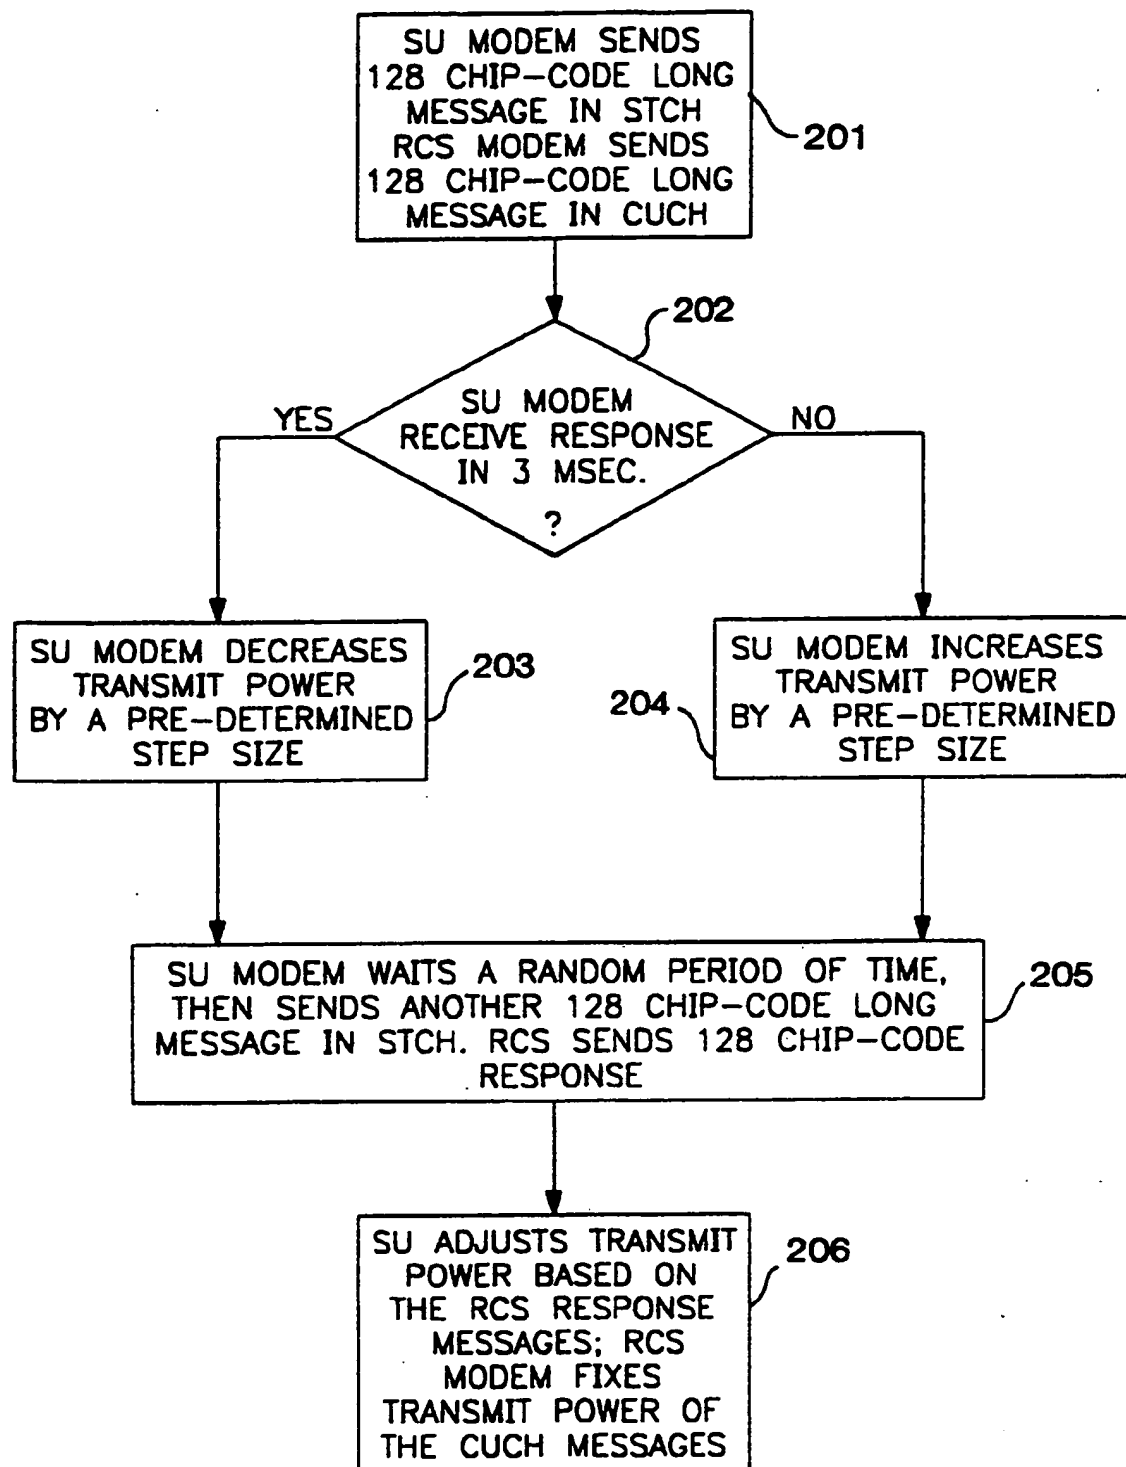 SU MODEM SENDS
128 CHIP-CODE LONG
MESSAGE IN STCH
RCS MODEM SENDS
128 CHIP-CODE LONG
MESSAGE IN CUCH
201
202
SU MODEM
RECEIVE RESPONSE
IN 3 MSEC.
?
YES
NO
SU MODEM DECREASES
TRANSMIT POWER
BY A PRE-DETERMINED
STEP SIZE
203
SU MODEM INCREASES
TRANSMIT POWER
BY A PRE-DETERMINED
STEP SIZE
204
SU MODEM WAITS A RANDOM PERIOD OF TIME,
THEN SENDS ANOTHER 128 CHIP-CODE LONG
MESSAGE IN STCH. RCS SENDS 128 CHIP-CODE
RESPONSE
205
SU ADJUSTS TRANSMIT
POWER BASED ON
THE RCS RESPONSE
MESSAGES; RCS
MODEM FIXES
TRANSMIT POWER OF
THE CUCH MESSAGES
206